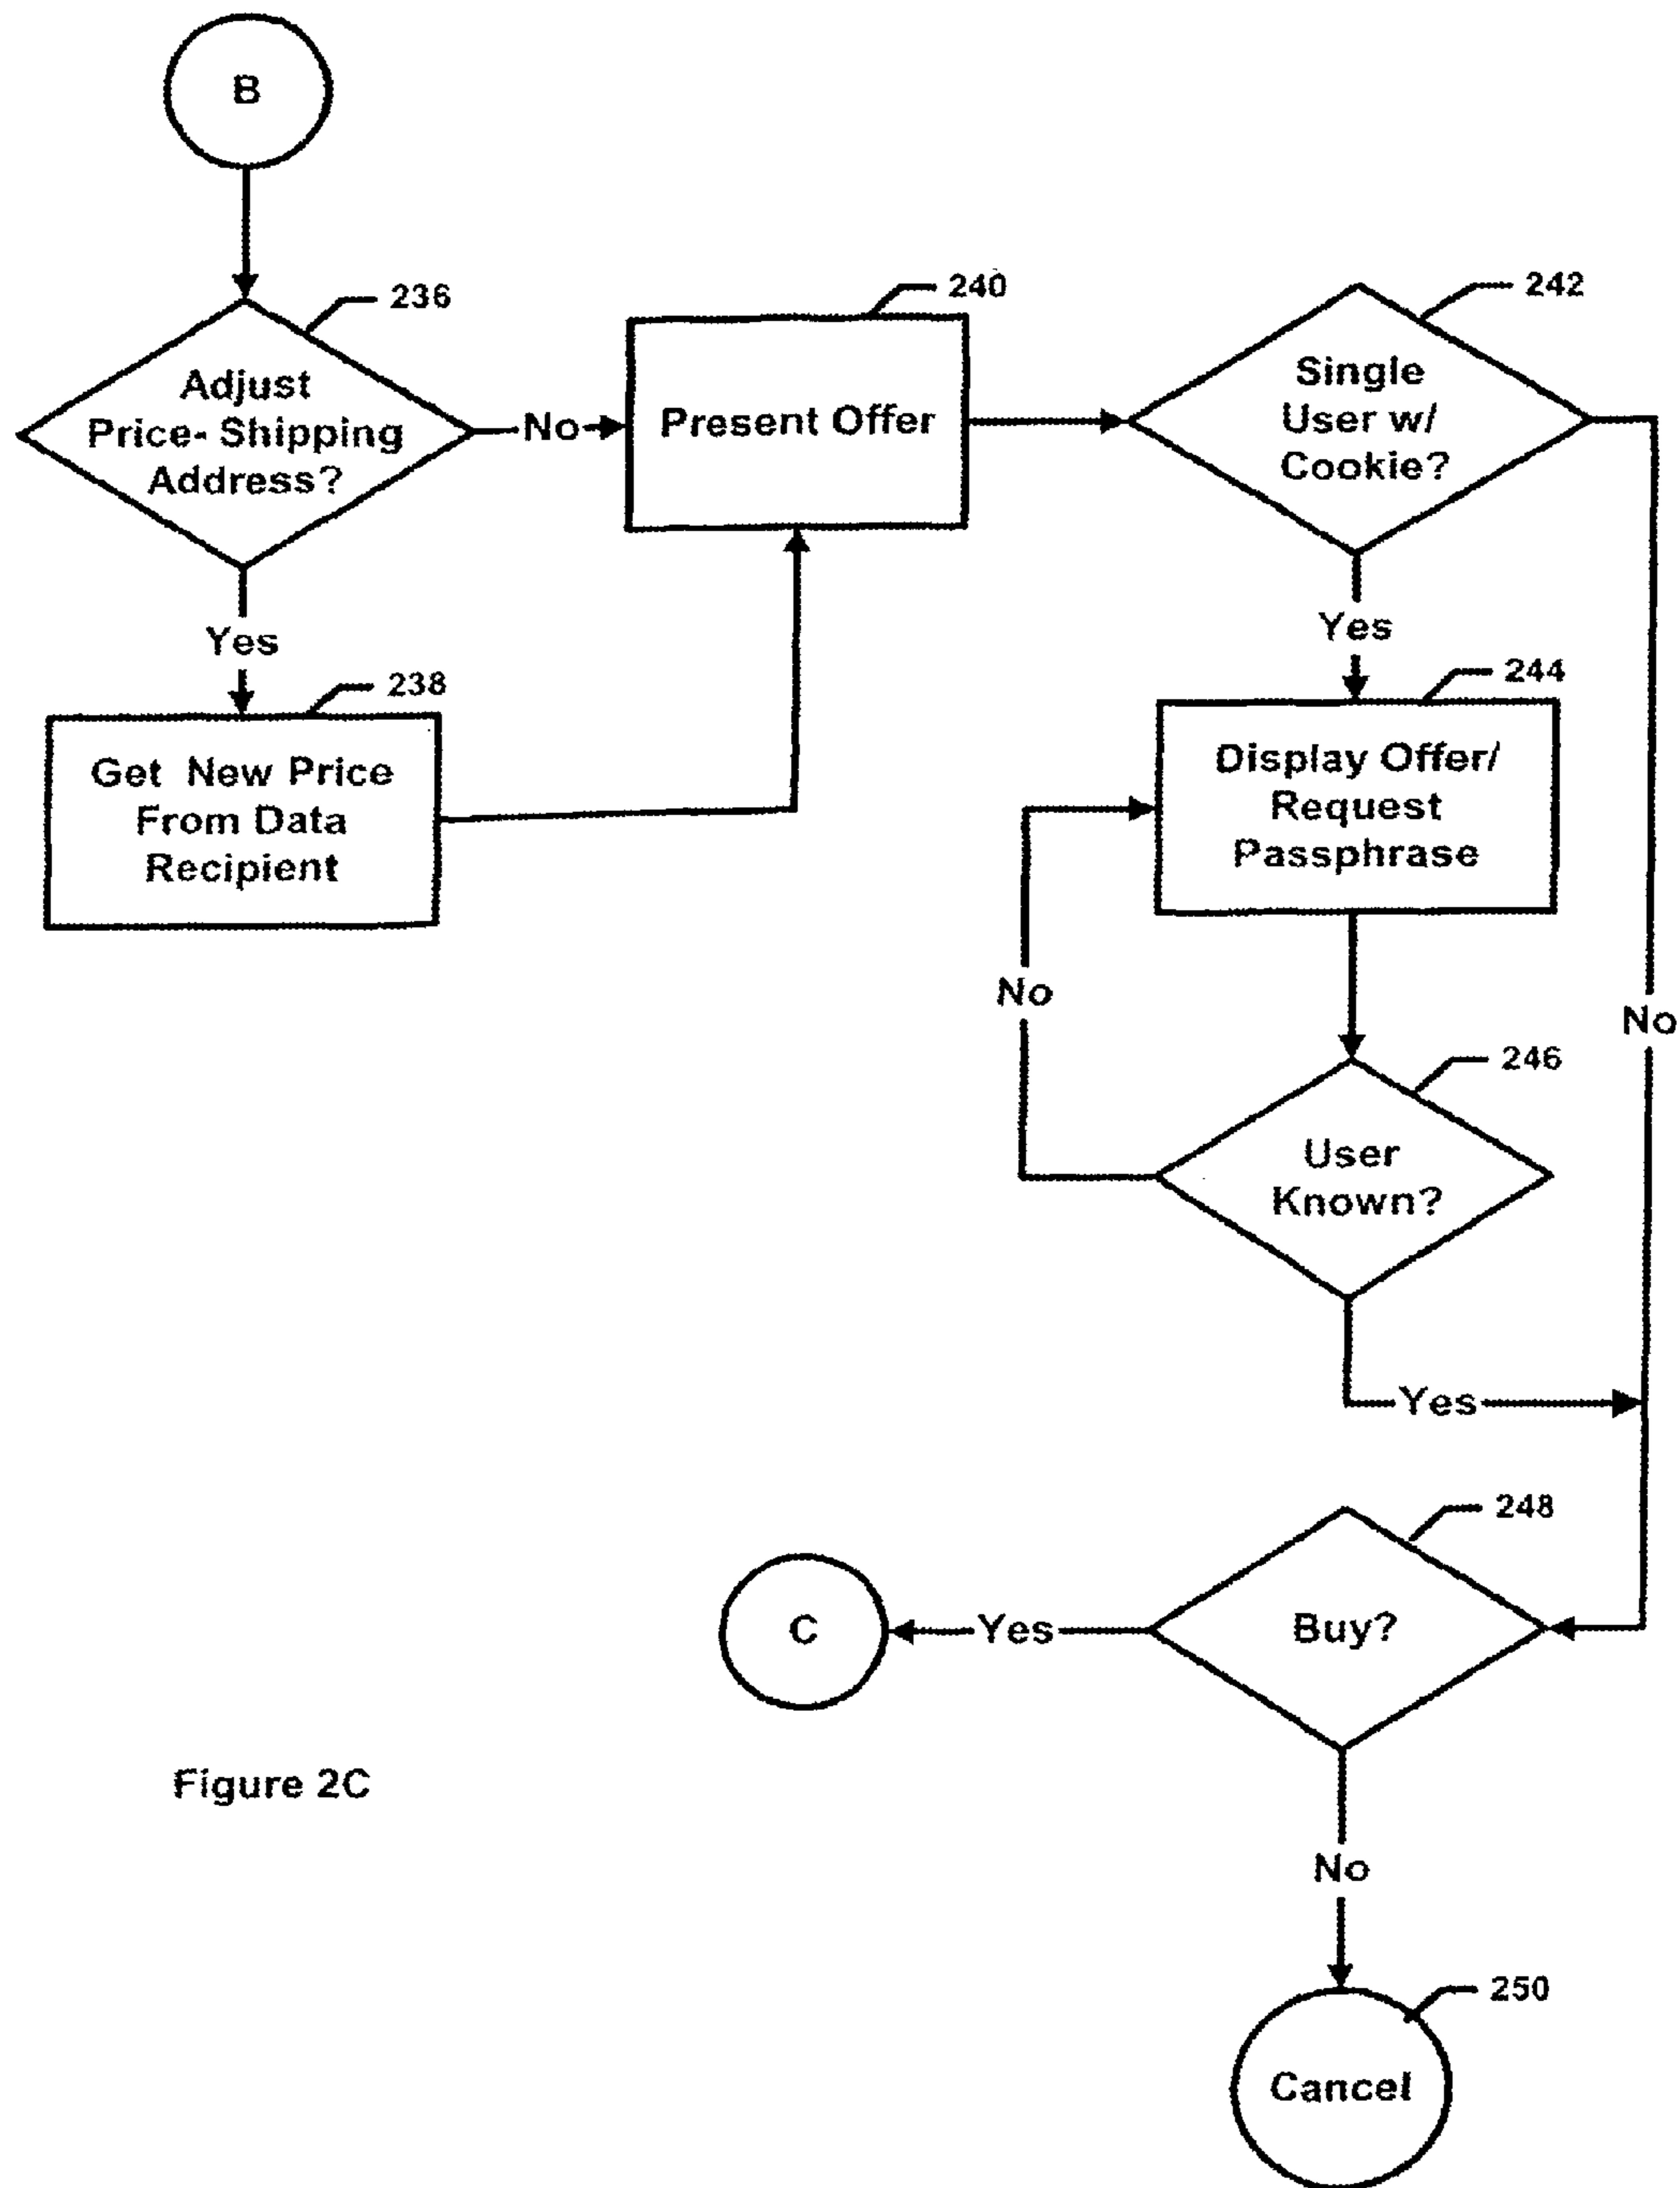 B
236
Adjust
Price- Shipping
Address?
No
240
Present Offer
242
Single
User w/
Cookie?
Yes
238
Get New Price
From Data
Recipient
Yes
244
Display Offer/
Request
Passphrase
No
No
246
User
Known?
Yes
248
Buy?
Yes
C
Figure 2C
No
250
Cancel